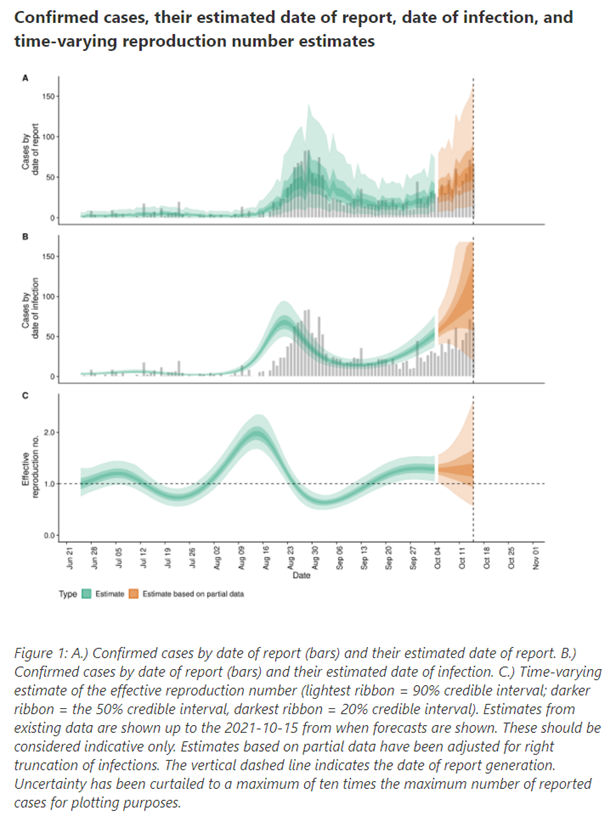 Confirmed cases, their estimated date of report, date of infection, and
time-varying reproduction number estimates
A
Cases by
date of report
150
100
50
0
B
Cases by
date of infection
150
100
50
0
C
Effective
reproduction no.
2.0
1.0
0.0
Jun 21
Jun 28
Jul 05
Jul 12
Jul 19
Jul 26
Aug 02
Aug 09
Aug 16
Aug 23
Aug 30
Sep 06
Sep 13
Sep 20
Sep 27
Oct 04
Oct 11
Oct 18
Oct 25
Nov 01
Date
Type Estimate Estimate based on partial data
Figure 1: A.) Confirmed cases by date of report (bars) and their estimated date of report. B.)
Confirmed cases by date of report (bars) and their estimated date of infection. C.) Time-varying
estimate of the effective reproduction number (lightest ribbon = 90% credible interval; darker
ribbon = the 50% credible interval, darkest ribbon = 20% credible interval). Estimates from
existing data are shown up to the 2021-10-15 from when forecasts are shown. These should be
considered indicative only. Estimates based on partial data have been adjusted for right
truncation of infections. The vertical dashed line indicates the date of report generation.
Uncertainty has been curtailed to a maximum of ten times the maximum number of reported
cases for plotting purposes.